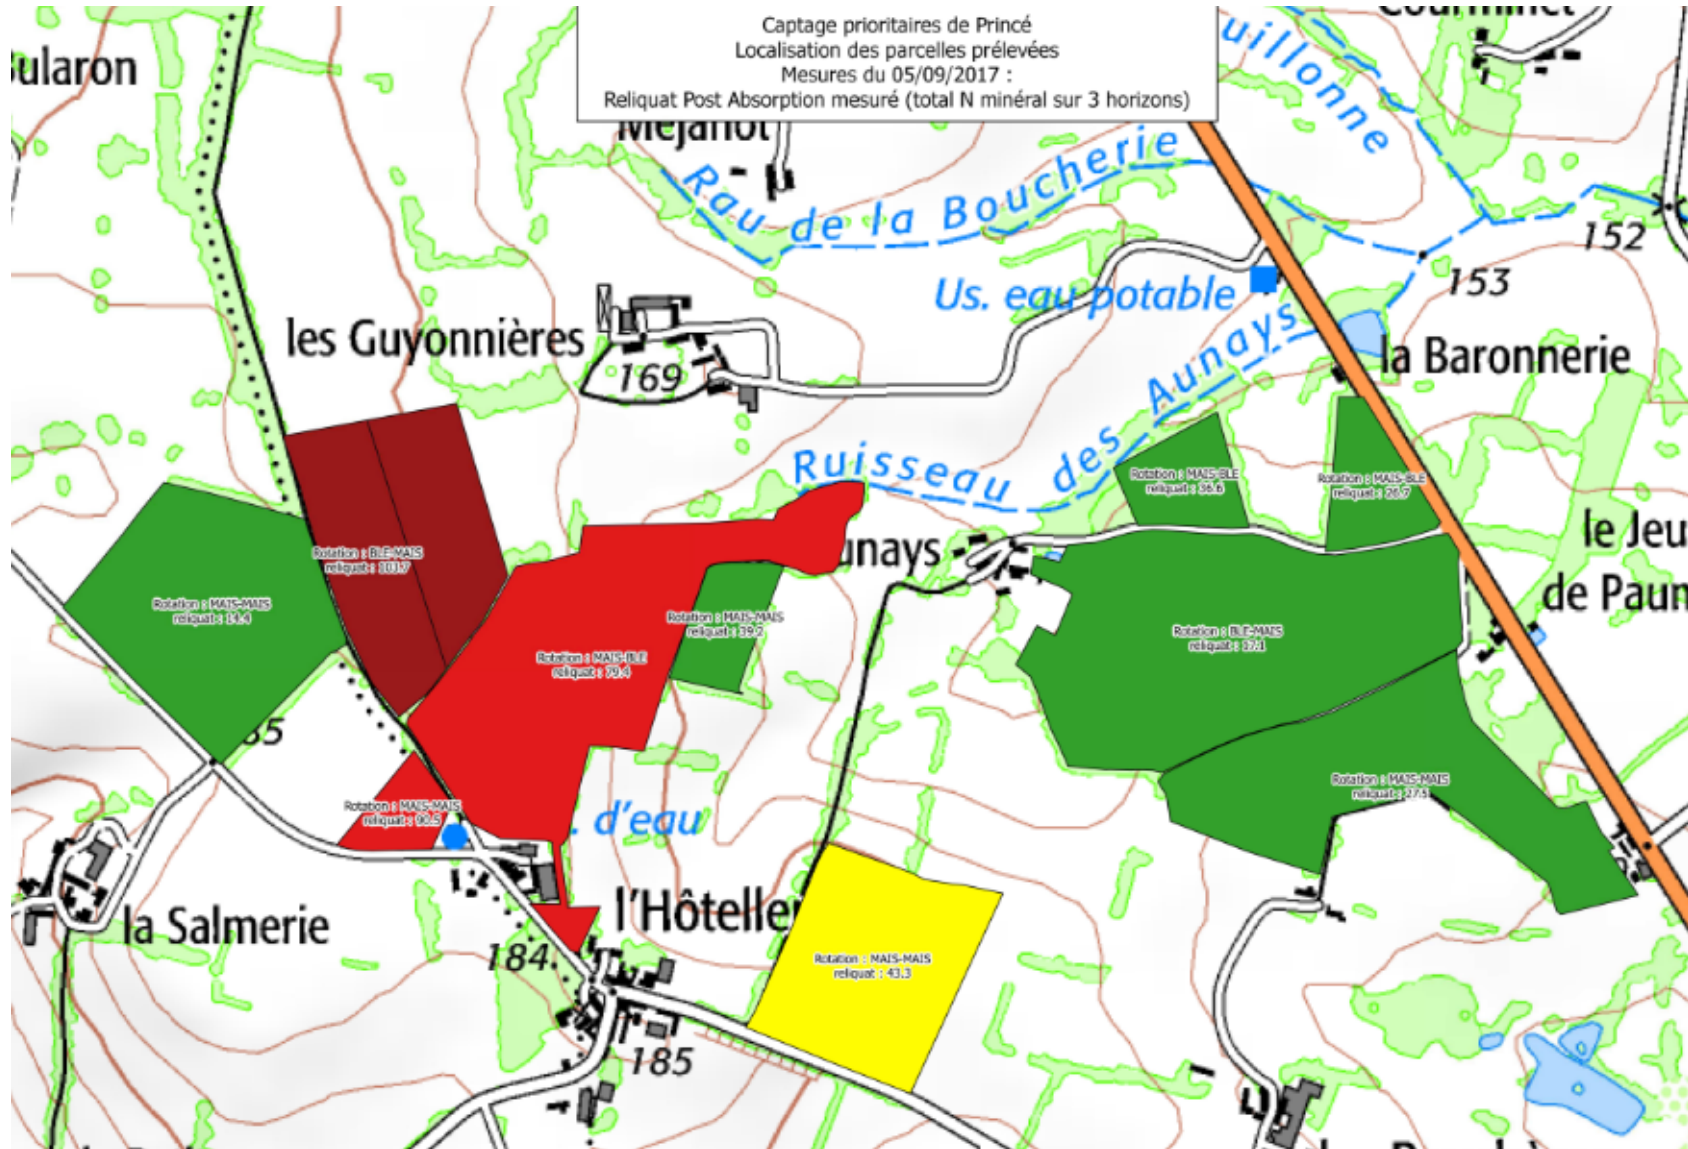 Captage prioritaires de Princé
Localisation des parcelles prélevées
Mesures du 05/09/2017 :
Reliquat Post Absorption mesuré (total N minéral sur 3 horizons)
ularon
uillonne
Rau de la Boucherie
152
153
Us. eau potable
les Guyonnières
169
la Baronnerie
Ruisseau des Aunays
Rotation : MAIS-BLE
reliquat : 36.6
Rotation : MAIS-BLE
reliquat : 26.7
le Jeu
de Paum
unays
Rotation : BLE-MAIS
reliquat : 103.7
Rotation : MAIS-MAIS
reliquat : 14.4
Rotation : MAIS-MAIS
reliquat : 39.2
Rotation : BLE-MAIS
reliquat : 17.1
Rotation : MAIS-BLE
reliquat : 79.4
85
Rotation : MAIS-MAIS
reliquat : 27.5
Rotation : MAIS-MAIS
reliquat : 90.5
. d'eau
la Salmerie
l'Hôteller
184
Rotation : MAIS-MAIS
reliquat : 43.3
185